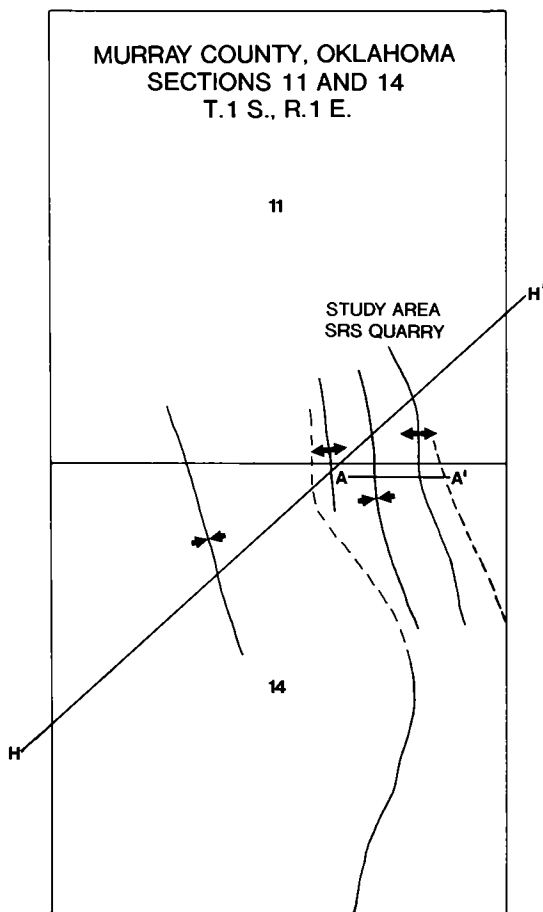 MURRAY COUNTY, OKLAHOMA
SECTIONS 11 AND 14
T.1 S., R.1 E.
11
H'
STUDY AREA
SRS QUARRY
A
A'
14
H